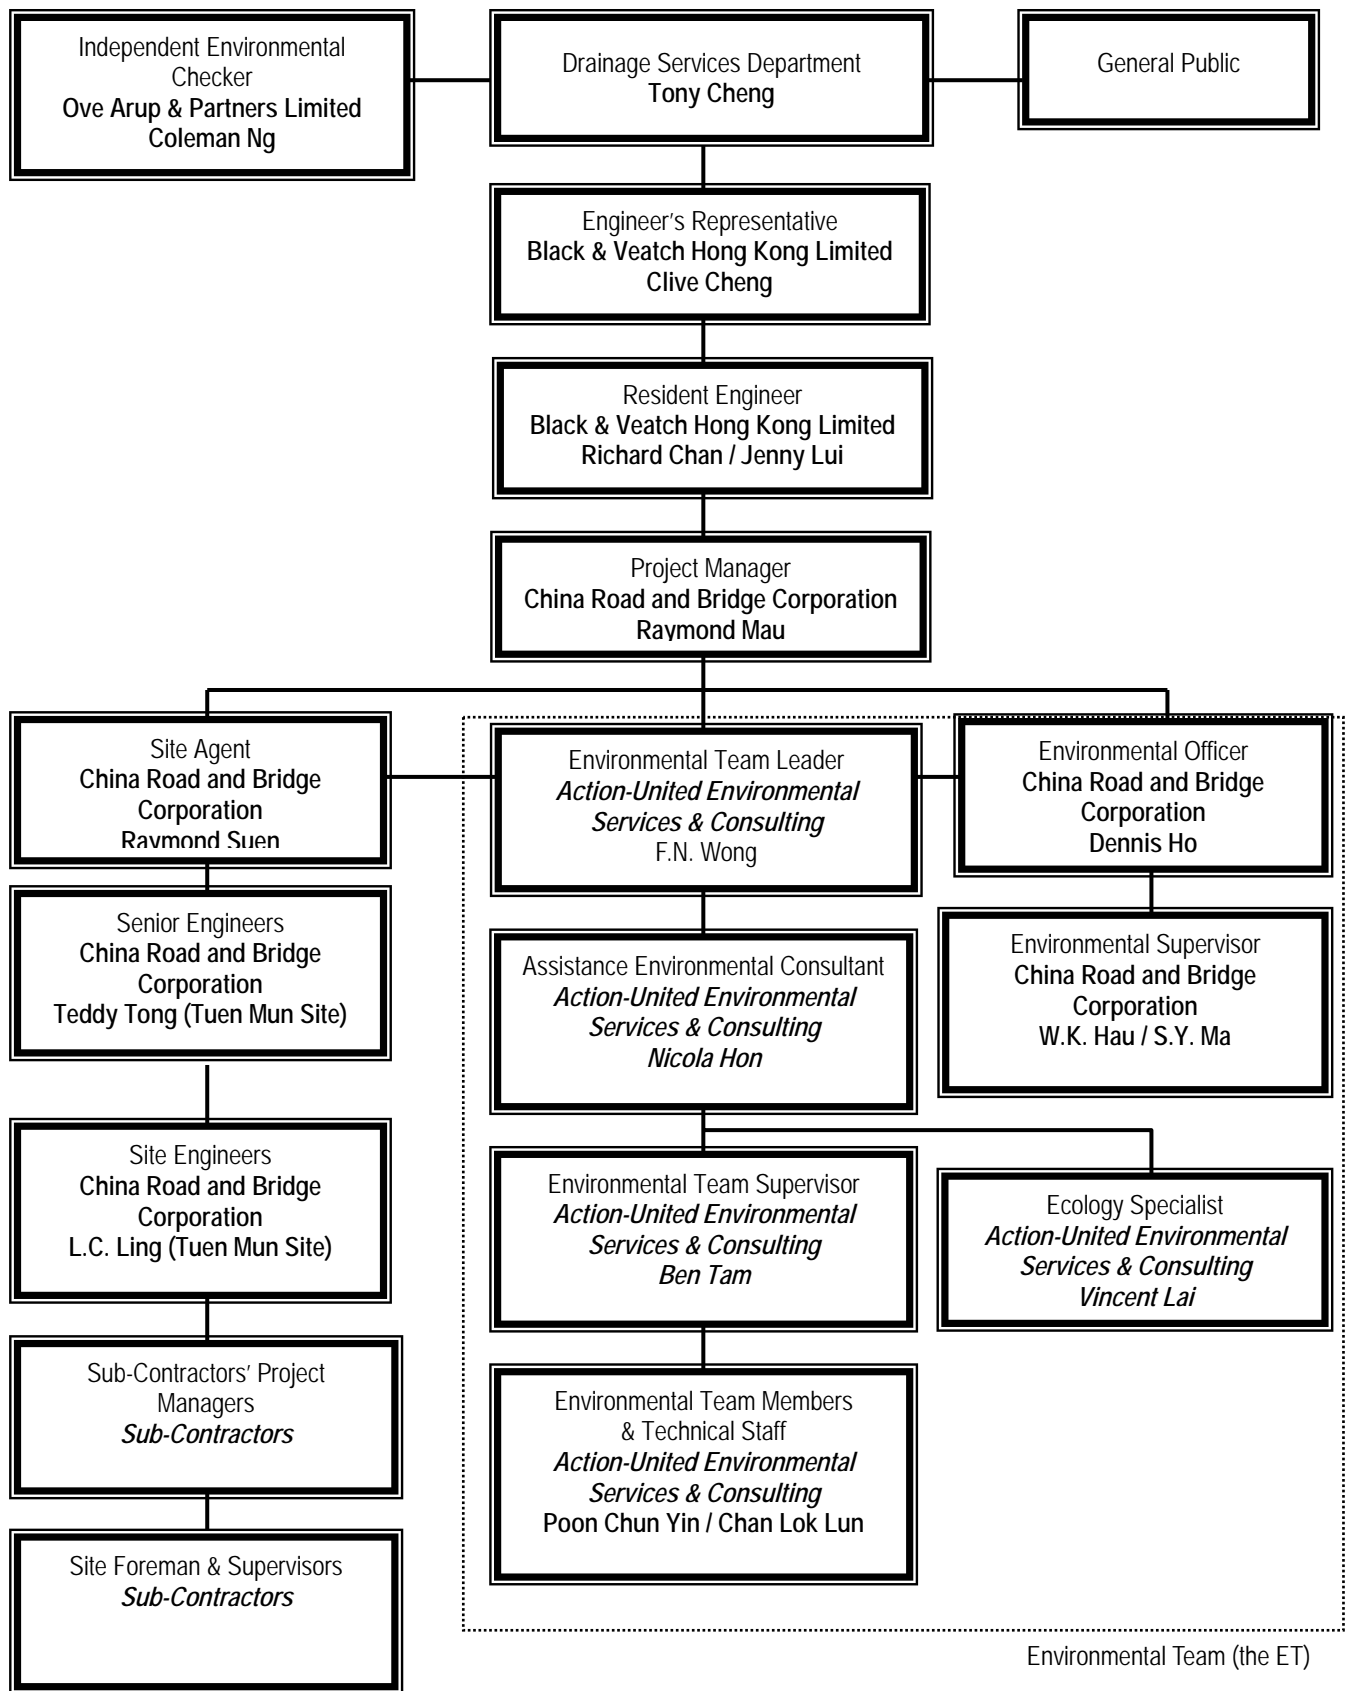 Independent Environmental
Checker
Ove Arup & Partners Limited
Coleman Ng
Drainage Services Department
Tony Cheng
General Public
Engineer's Representative
Black & Veatch Hong Kong Limited
Clive Cheng
Resident Engineer
Black & Veatch Hong Kong Limited
Richard Chan / Jenny Lui
Project Manager
China Road and Bridge Corporation
Raymond Mau
Site Agent
China Road and Bridge
Corporation
Raymond Suen
Environmental Team Leader
Action-United Environmental
Services & Consulting
F.N. Wong
Environmental Officer
China Road and Bridge
Corporation
Dennis Ho
Senior Engineers
China Road and Bridge
Corporation
Teddy Tong (Tuen Mun Site)
Assistance Environmental Consultant
Action-United Environmental
Services & Consulting
Nicola Hon
Environmental Supervisor
China Road and Bridge
Corporation
W.K. Hau / S.Y. Ma
Site Engineers
China Road and Bridge
Corporation
L.C. Ling (Tuen Mun Site)
Environmental Team Supervisor
Action-United Environmental
Services & Consulting
Ben Tam
Ecology Specialist
Action-United Environmental
Services & Consulting
Vincent Lai
Sub-Contractors' Project
Managers
Sub-Contractors
Environmental Team Members
& Technical Staff
Action-United Environmental
Services & Consulting
Poon Chun Yin / Chan Lok Lun
Site Foreman & Supervisors
Sub-Contractors
Environmental Team (the ET)